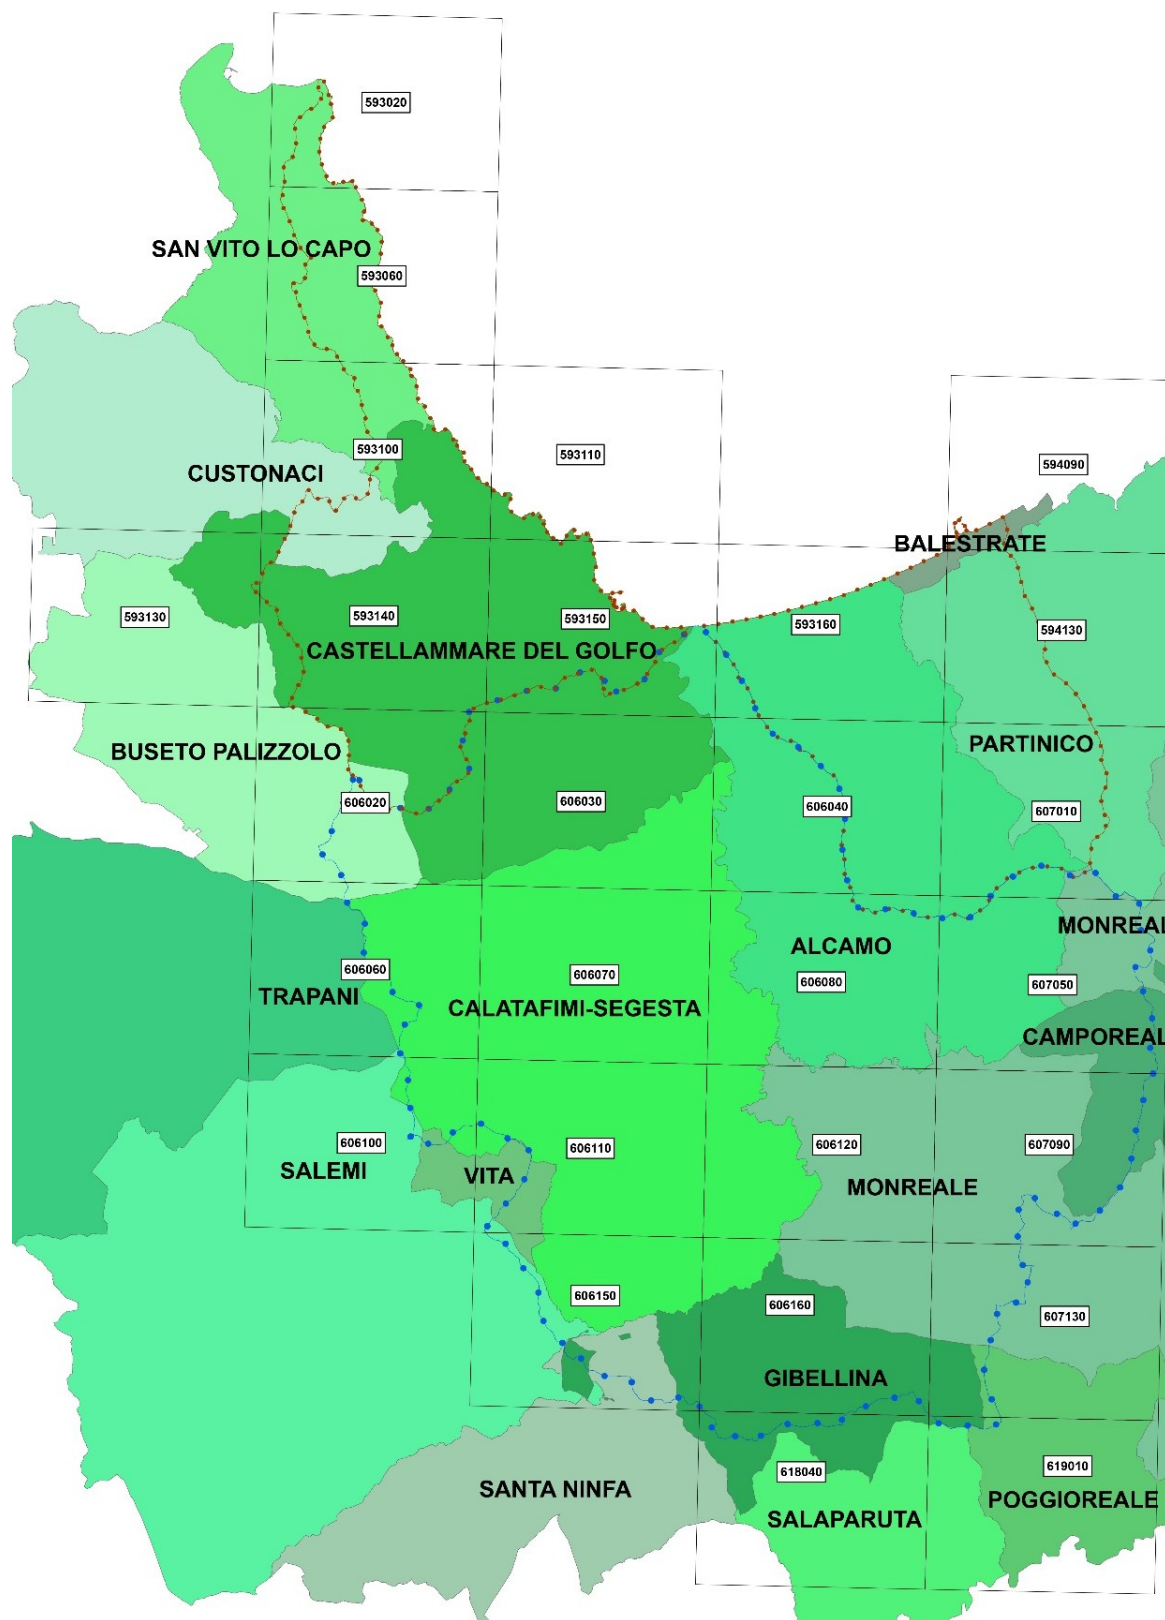 593020
SAN VITO LO CAPO
593060
593100
593110
594090
CUSTONACI
BALESTRATE
593130
593140
593150
593160
594130
CASTELLAMMARE DEL GOLFO
BUSETO PALIZZOLO
PARTINICO
606020
606030
606040
607010
MONREAL
ALCAMO
606060
606070
606080
607050
TRAPANI
CALATAFIMI-SEGESTA
CAMPOREAL
606100
606110
606120
607090
SALEMI
VITA
MONREALE
606150
606160
607130
GIBELLINA
618040
619010
SANTA NINFA
POGGIOREALE
SALAPARUTA